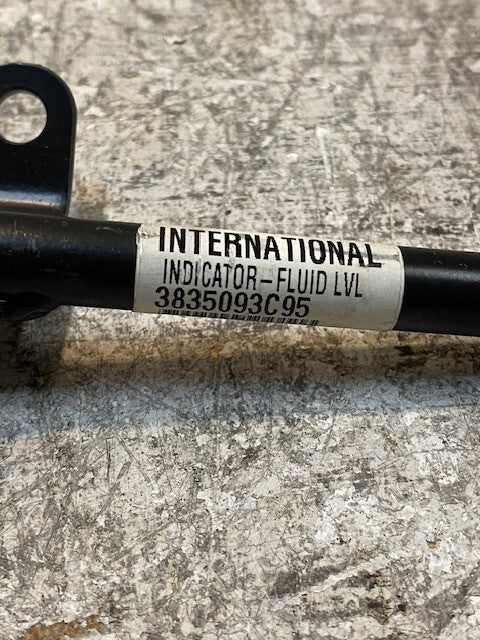 INTERNATIONAL
INDICATOR-FLUID LVL
3835093C95